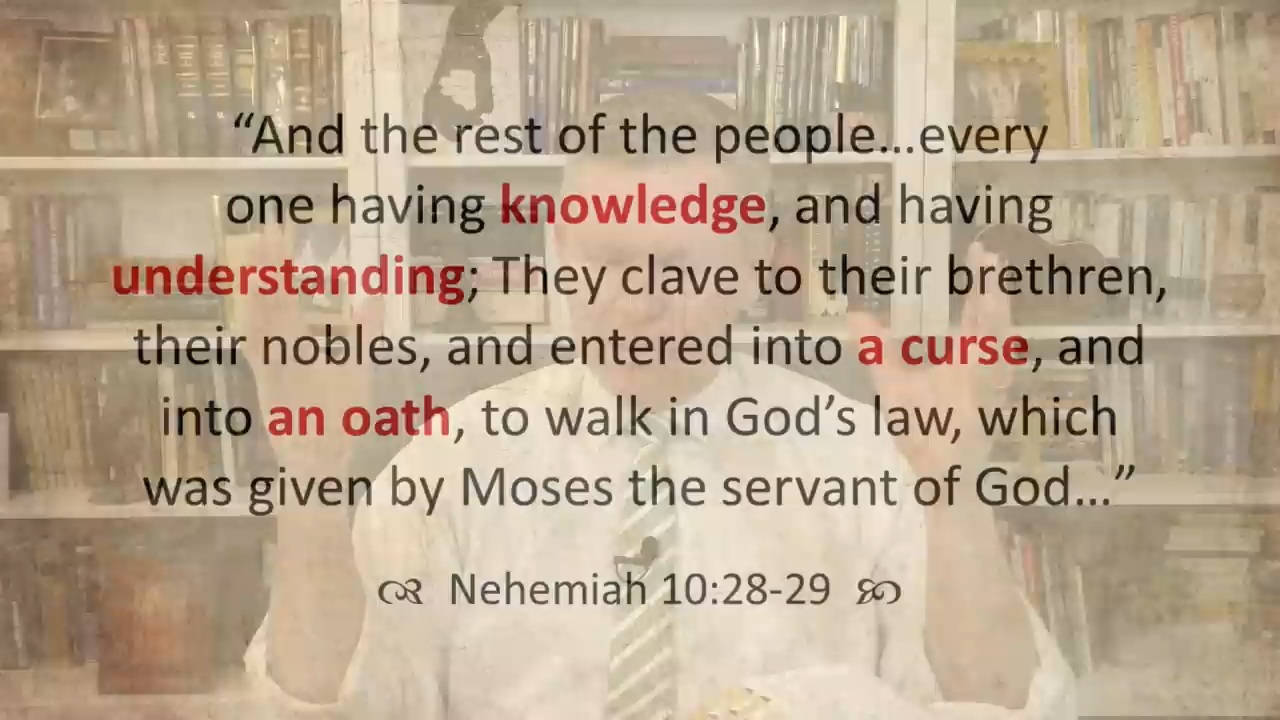 “And the rest of the people...every
one having knowledge, and having
understanding; They clave to their brethren,
their nobles, and entered into a curse, and
into an oath, to walk in God’s law, which
was given by Moses the servant of God...”
Nehemiah 10:28-29